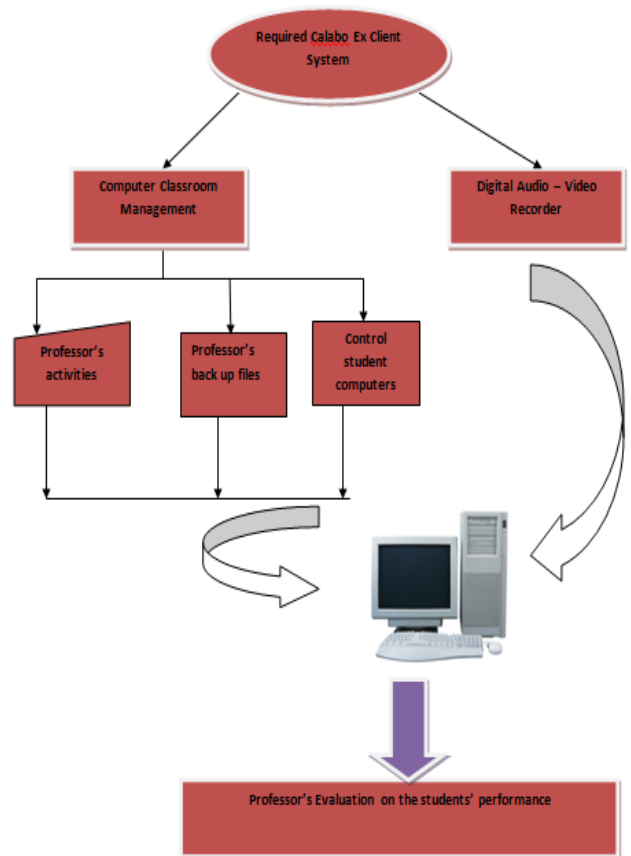 Required Calabo Ex Client
System
Computer Classroom
Management
Digital Audio – Video
Recorder
Professor's
activities
Professor's
back up files
Control
student
computers
Professor's Evaluation on the students' performance